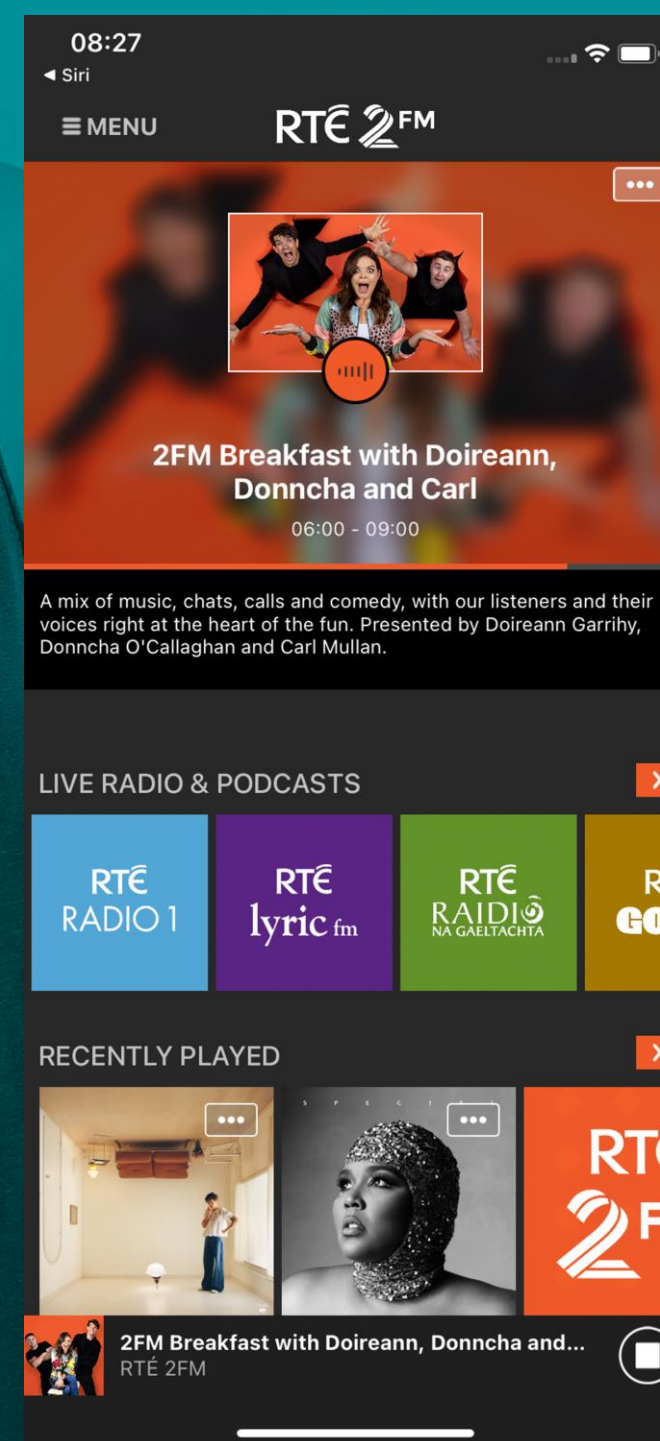 08:27
◀ Siri
MENU
RTÉ 2FM
2FM Breakfast with Doireann,
Donncha and Carl
06:00 - 09:00
A mix of music, chats, calls and comedy, with our listeners and their
voices right at the heart of the fun. Presented by Doireann Garrihy,
Donncha O'Callaghan and Carl Mullan.
LIVE RADIO & PODCASTS
RTÉ
RADIO 1
RTÉ
lyric fm
RTÉ
RAIDIÓ
NA GAELTACHTA
RECENTLY PLAYED
SPECIAL
2FM Breakfast with Doireann, Donncha and...
RTÉ 2FM